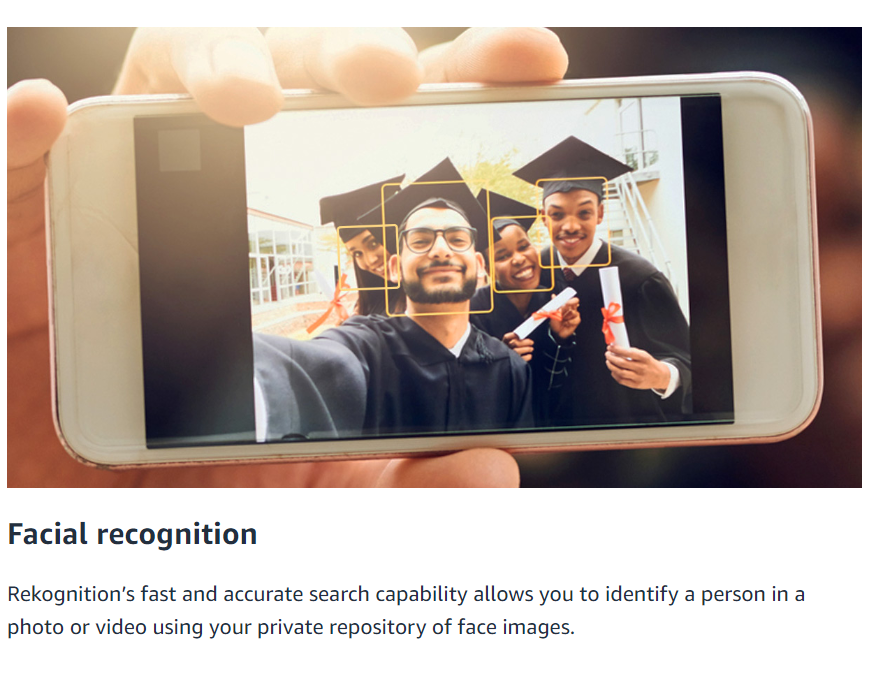 Facial recognition
Rekognition’s fast and accurate search capability allows you to identify a person in a
photo or video using your private repository of face images.